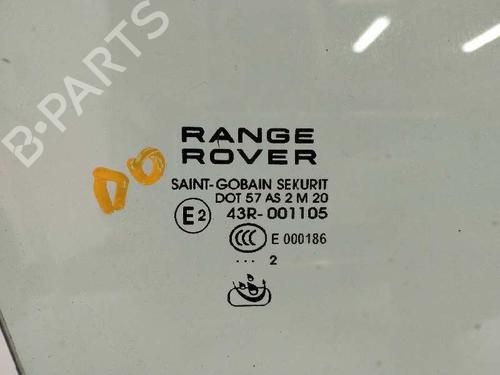 B-PARTS
DO
RANGE
ROVER
SAINT-GOBAIN SEKURIT
DOT 57 AS 2 M 20
E2 43R-001105
CCC E 000186
... 2